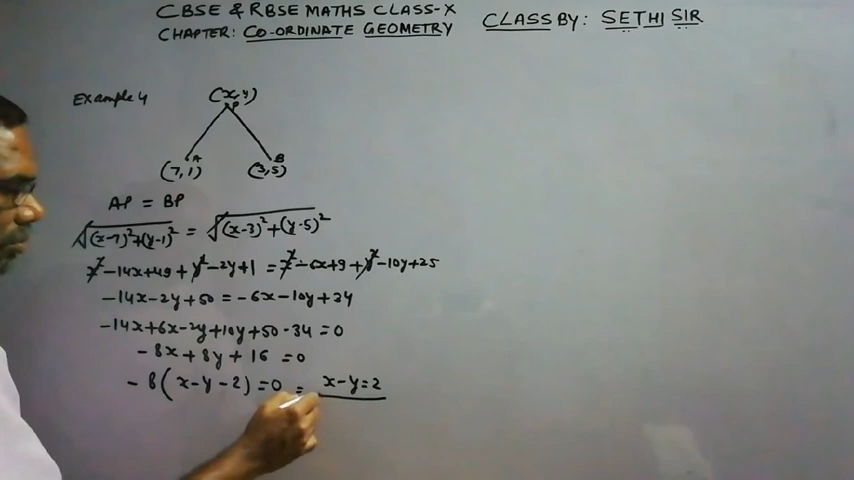 CBSE & RBSE MATHS CLASS-X
CHAPTER: CO-ORDINATE GEOMETRY
CLASS BY: SETHI SIR
Example 4
(x,y)
P
A
B
(7,1)
(3,5)
AP = BP
√(x-7)²+(y-1)² = √(x-3)²+(y-5)²
x²-14x+49+y²-2y+1 = x²-6x+9+y²-10y+25
-14x-2y+50 = -6x-10y+34
-14x+6x-2y+10y+50-34=0
-8x+8y+16=0
-8(x-y-2)=0 = x-y=2